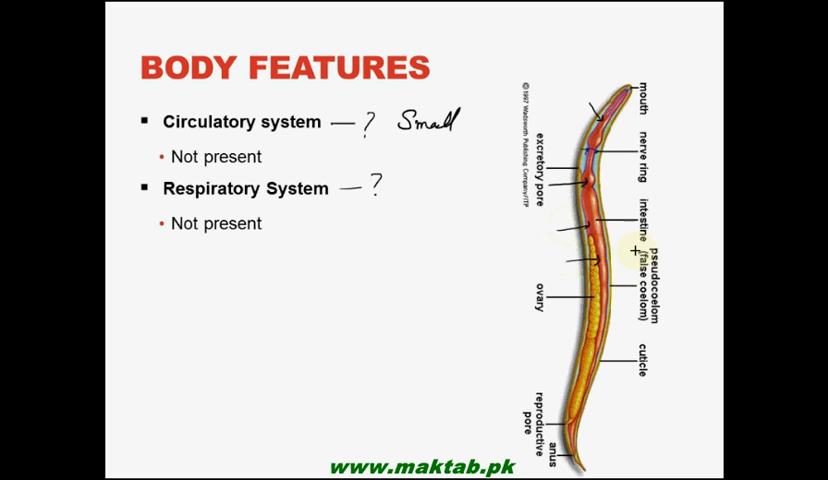 BODY FEATURES
▪ Circulatory system — ? Small
• Not present
▪ Respiratory System — ?
• Not present
mouth
nerve ring
intestine
pseudocoelom
(false coelom)
cuticle
© 1997 Wadsworth Publishing Company/ITP
excretory pore
ovary
reproductive
pore
anus
www.maktab.pk